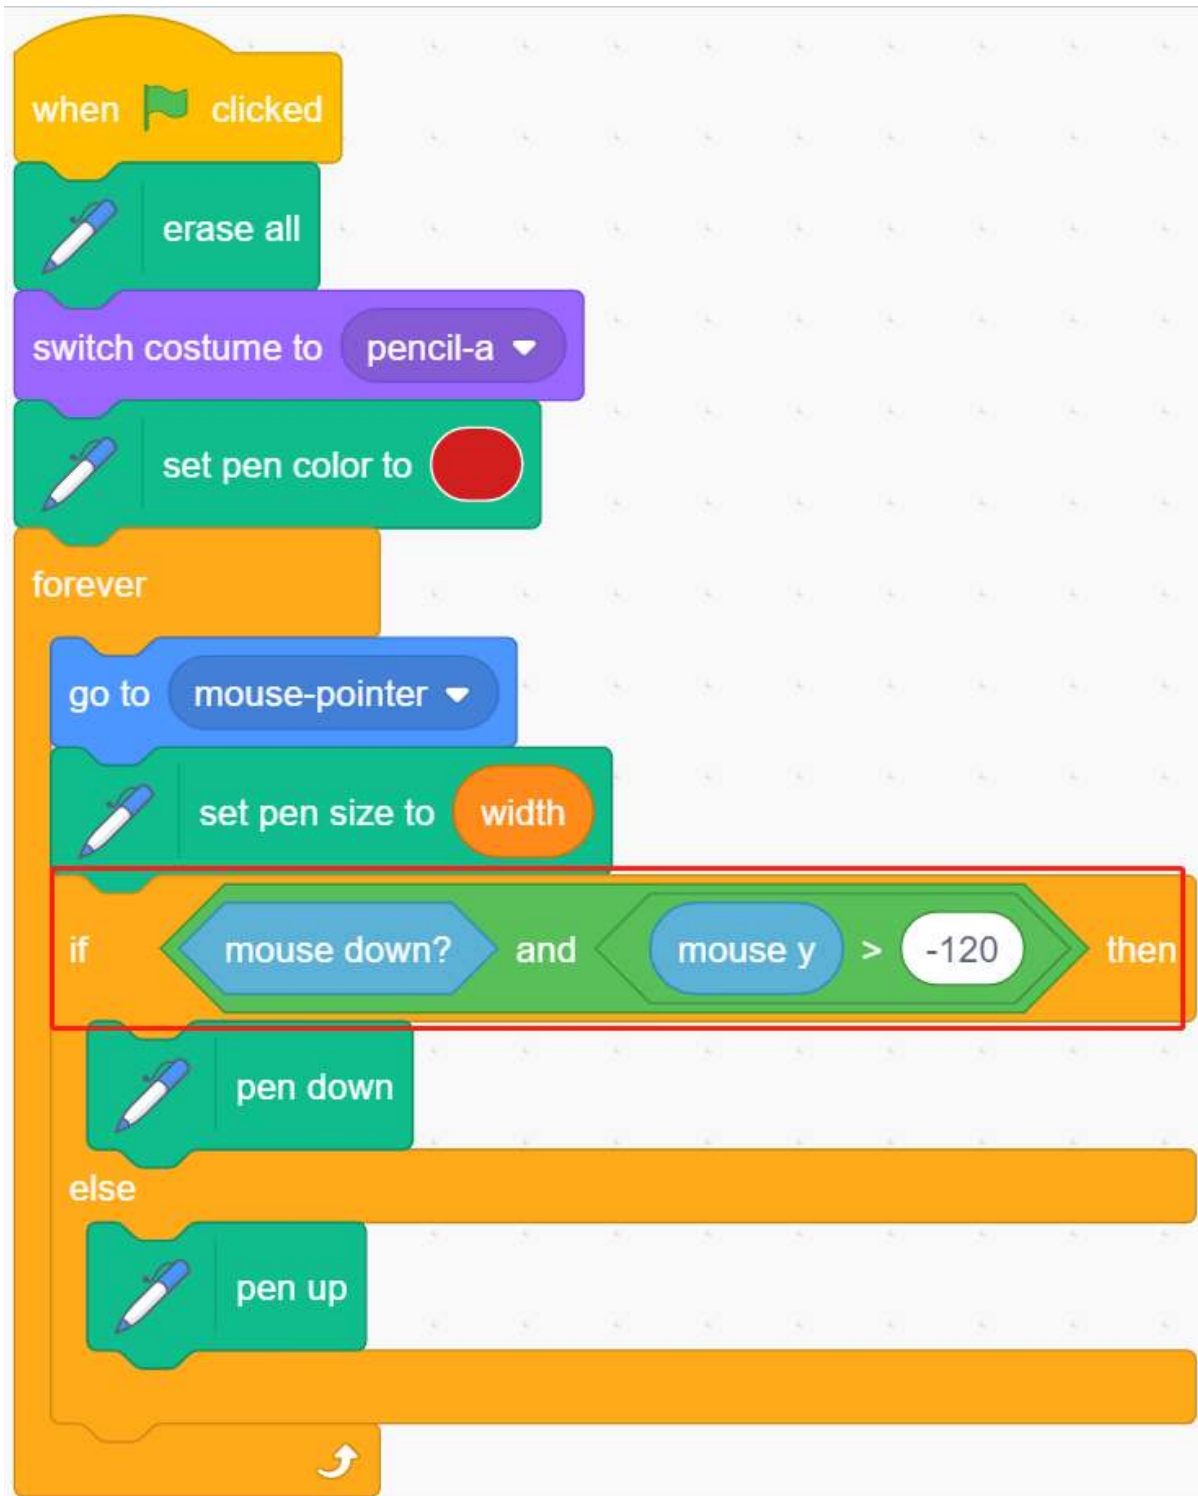 when clicked
erase all
switch costume to pencil-a
set pen color to
forever
go to mouse-pointer
set pen size to width
if mouse down? and mouse y > -120 then
pen down
else
pen up